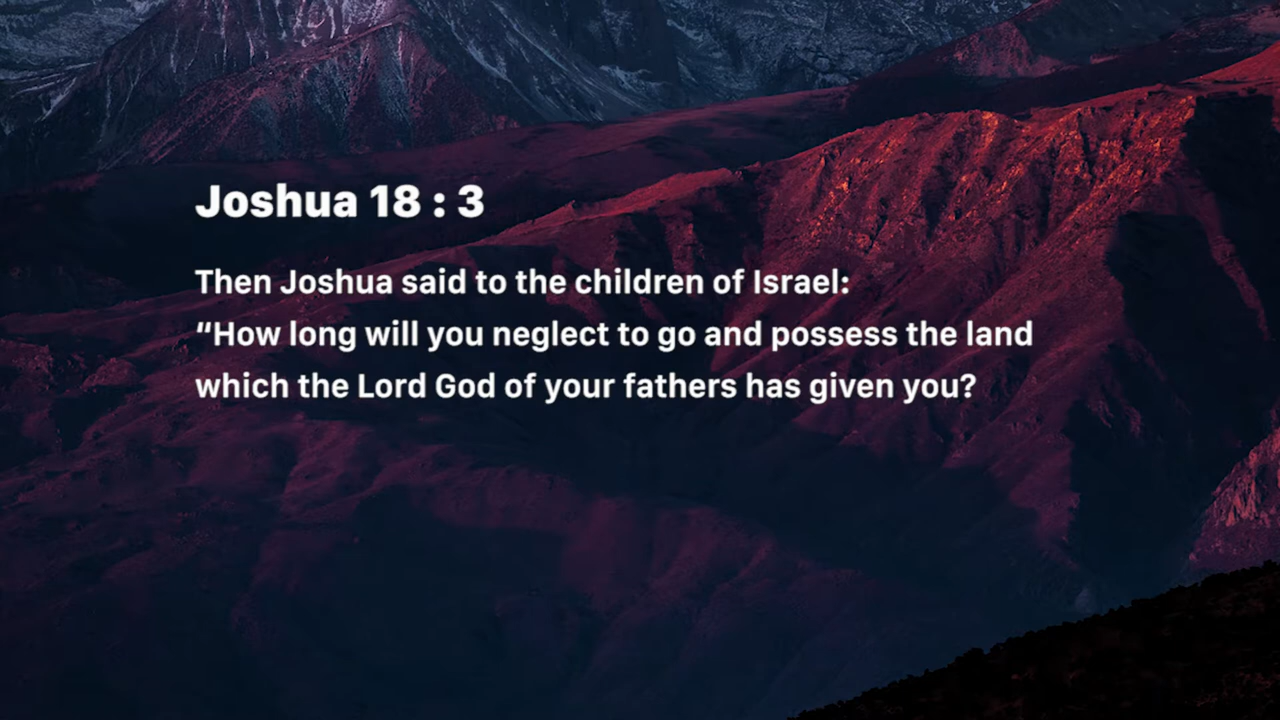 Joshua 18 : 3
Then Joshua said to the children of Israel:
“How long will you neglect to go and possess the land
which the Lord God of your fathers has given you?